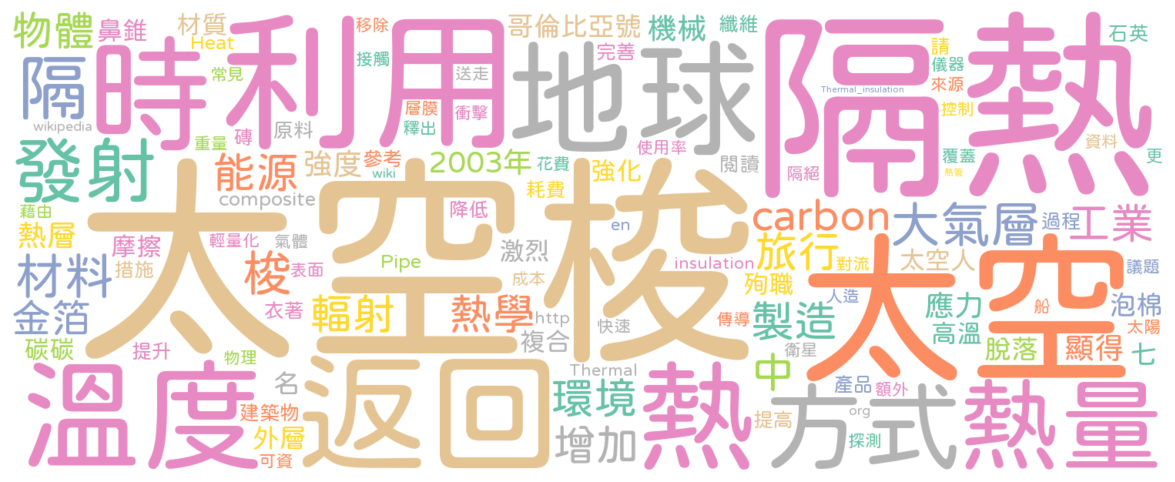 物體
鼻錐
材質
Heat
移除
接觸
纖維
哥倫比亞號
機械
完善
請
儀器
來源
石英
隔
時
利用
常見
送走
層膜
衝擊
釋出
地球
隔熱
Thermal_insulation
控制
wikipedia
重量
磚
原料
使用率
閱讀
資料
隔絕
覆蓋
更
熱管
發射
能源
強度
參考
wiki
2003年
花費
耗費
強化
composite
carbon
大氣層
過程
工業
藉由
熱層
摩擦
輕量化
氣體
太空梭
降低
激烈
en
旅行
太空人
對流
議題
措施
梭
表面
Pipe
成本
insulation
殉職
人造
太空
船
材料
金箔
衣著
輻射
熱學
http
快速
複合
傳導
製造
衛星
應力
高溫
泡棉
太陽
碳碳
提升
物理
脫落
顯得
七
溫度
名
返回
Thermal
環境
熱
中
產品
額外
方式
熱量
建築物
外層
可資
增加
提高
org
探測